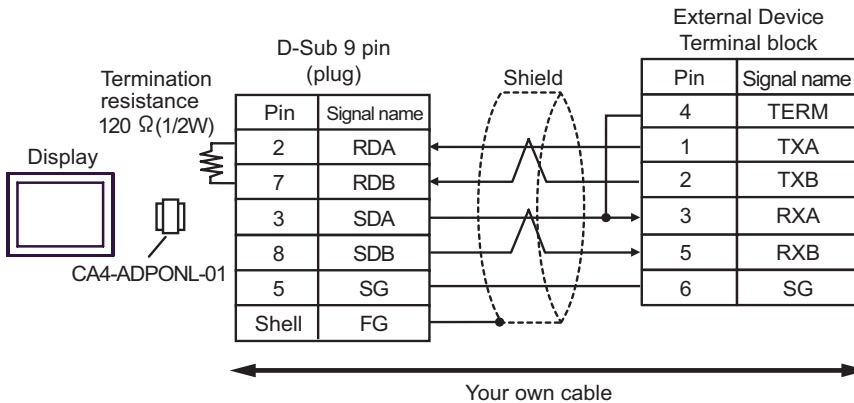 External Device
Terminal block
D-Sub 9 pin
(plug)
Shield
Termination
resistance
120 Ω(1/2W)
Display
CA4-ADPONL-01
Pin Signal name
2 RDA
7 RDB
3 SDA
8 SDB
5 SG
Shell FG
Pin Signal name
4 TERM
1 TXA
2 TXB
3 RXA
5 RXB
6 SG
Your own cable